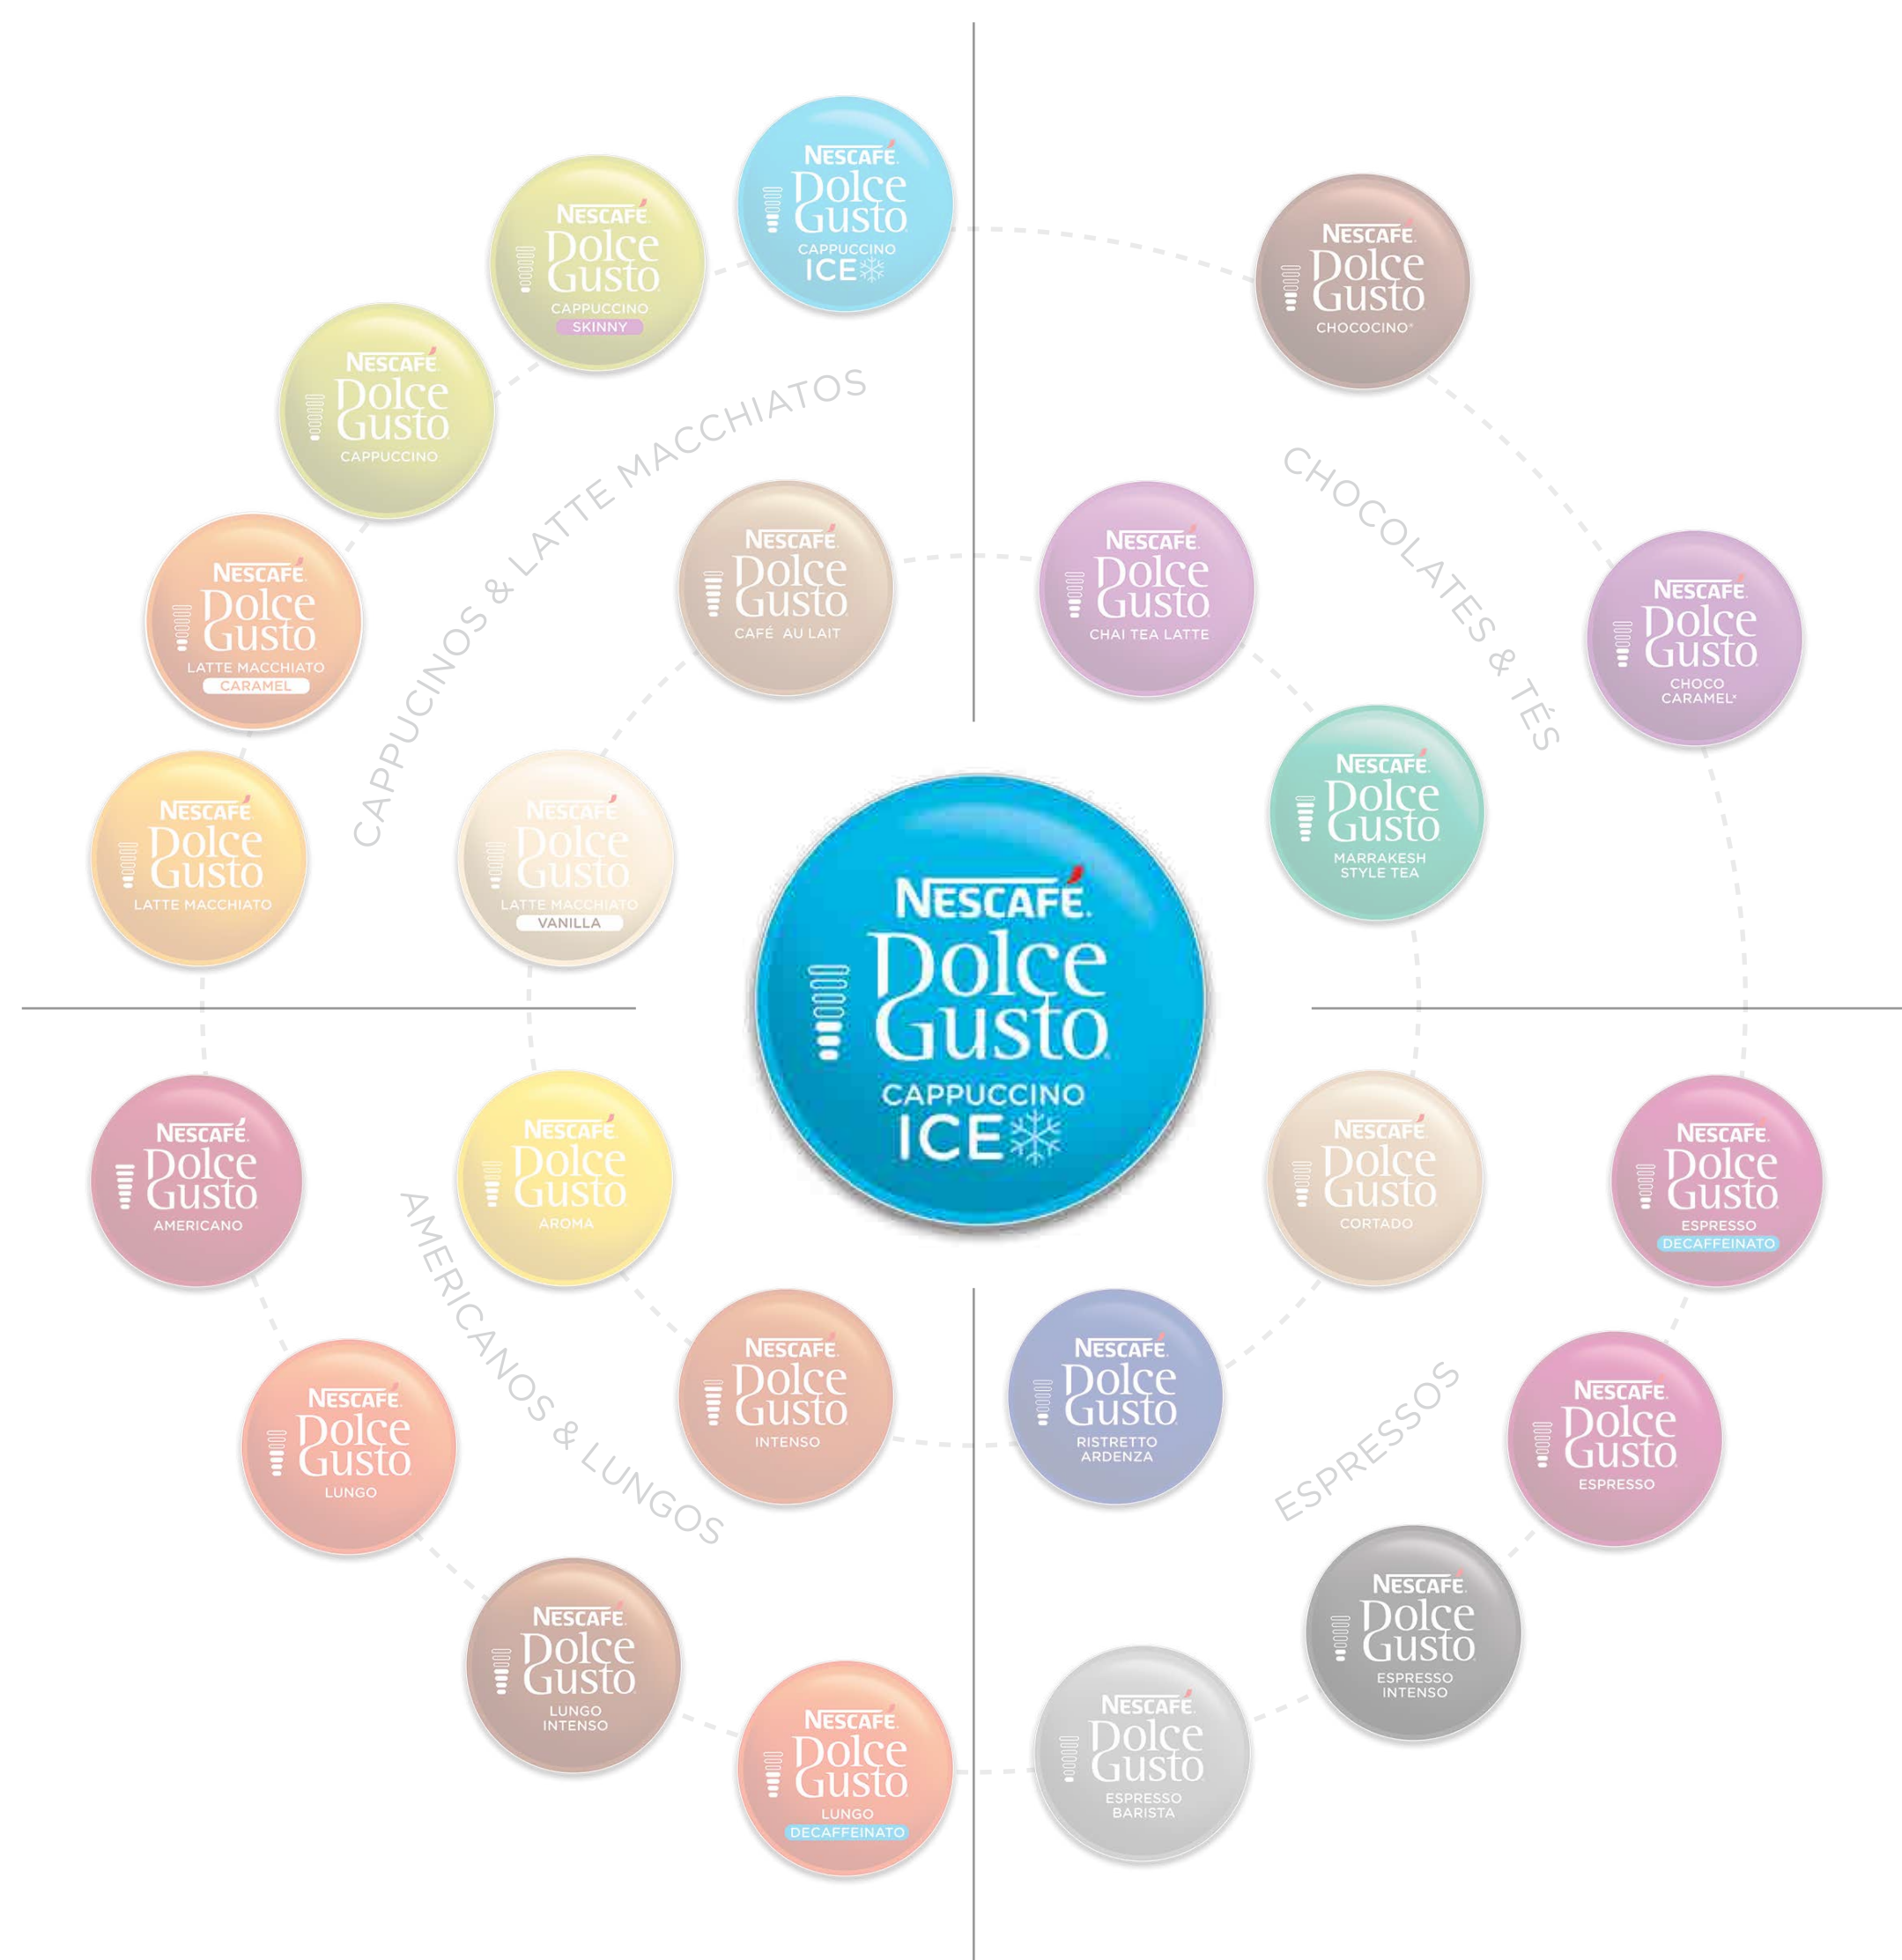 NESCAFÉ.
Dolce
Gusto
CAPPUCCINO
ICE
NESCAFÉ.
Dolce
Gusto
CAPPUCCINO
SKINNY
NESCAFÉ.
Dolce
Gusto
CAPPUCCINO
NESCAFÉ.
Dolce
Gusto
LATTE MACCHIATO
CARAMEL
NESCAFÉ
Dolce
Gusto
LATTE MACCHIATO
CAPPUCINOS & LATTE MACCHIATOS
NESCAFÉ.
Dolce
Gusto
CAFÉ AU LAIT
NESCAFÉ
Dolce
Gusto
LATTE MACCHIATO
VANILLA
NESCAFÉ.
Dolce
Gusto
CHOCOCINO®
NESCAFÉ.
Dolce
Gusto
CHOCO
CARAMEL*
CHOCOLATES & TÉS
NESCAFÉ.
Dolce
Gusto
CHAI TEA LATTE
NESCAFÉ.
Dolce
Gusto
MARRAKESH
STYLE TEA
NESCAFÉ.
Dolce
Gusto
CAPPUCCINO
ICE
NESCAFÉ.
Dolce
Gusto
AMERICANO
NESCAFÉ.
Dolce
Gusto
AROMA
NESCAFÉ.
Dolce
Gusto
INTENSO
AMERICANOS & LUNGOS
NESCAFÉ.
Dolce
Gusto
LUNGO
NESCAFÉ.
Dolce
Gusto
LUNGO
INTENSO
NESCAFÉ.
Dolce
Gusto
LUNGO
DECAFFEINATO
NESCAFÉ.
Dolce
Gusto
CORTADO
NESCAFÉ.
Dolce
Gusto
ESPRESSO
DECAFFEINATO
NESCAFÉ.
Dolce
Gusto
RISTRETTO
ARDENZA
ESPRESSOS
NESCAFÉ.
Dolce
Gusto
ESPRESSO
NESCAFÉ.
Dolce
Gusto
ESPRESSO
INTENSO
NESCAFÉ.
Dolce
Gusto
ESPRESSO
BARISTA